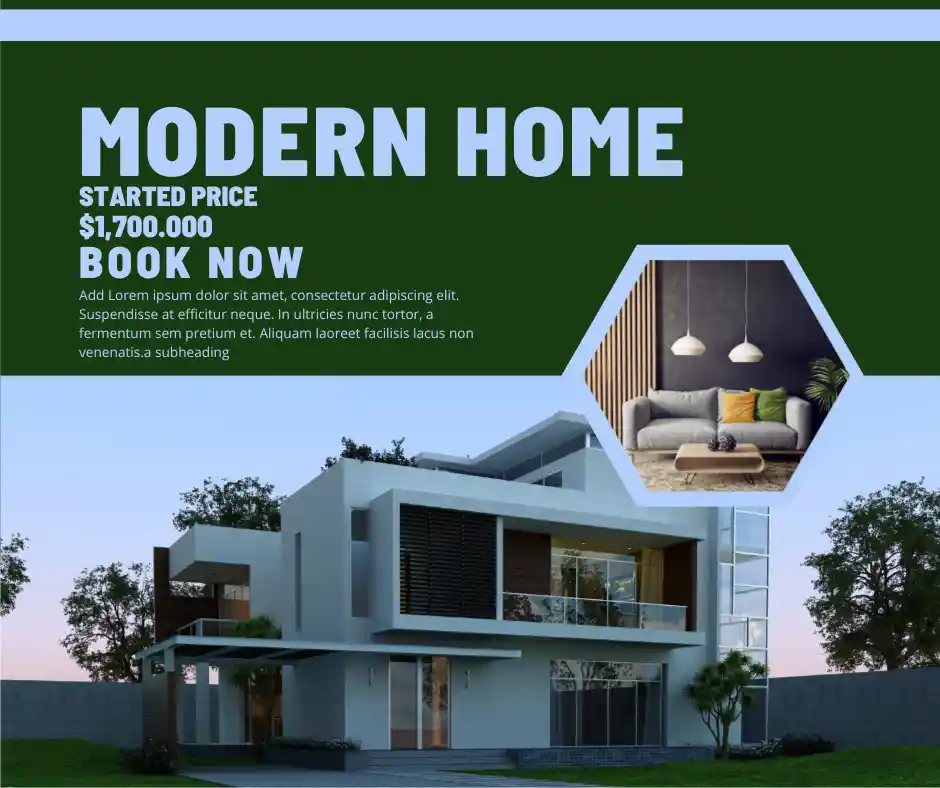 MODERN HOME
STARTED PRICE
$1,700.000
BOOK NOW
Add Lorem ipsum dolor sit amet, consectetur adipiscing elit.
Suspendisse at efficitur neque. In ultricies nunc tortor, a
fermentum sem pretium et. Aliquam laoreet facilisis lacus non
venenatis.a subheading